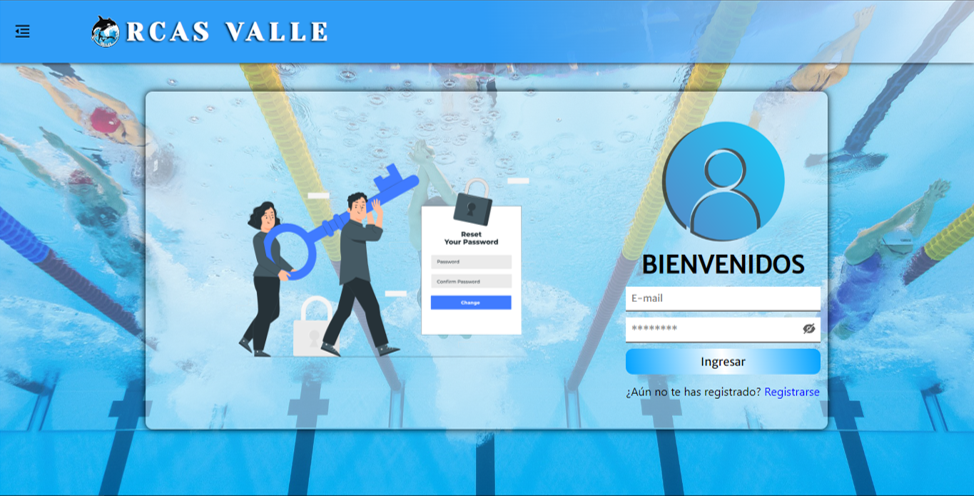 RCAS VALLE
Reset
Your Password
Password
Confirm Password
Change
BIENVENIDOS
E-mail
********
Ingresar
¿Aún no te has registrado? Registrarse